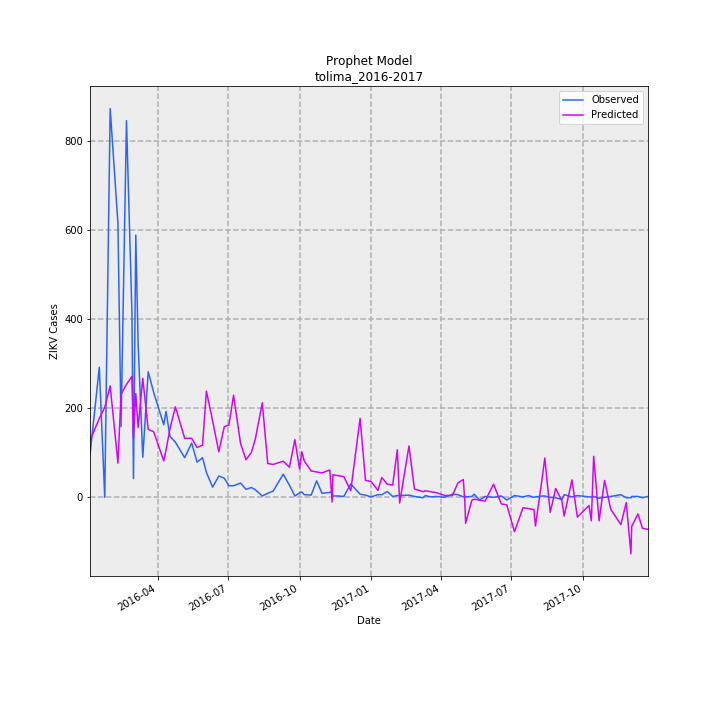 Prophet Model
tolima_2016-2017
Observed
Predicted
800
600
400
200
0
ZIKV Cases
2016-04
2016-07
2016-10
2017-01
2017-04
2017-07
2017-10
Date